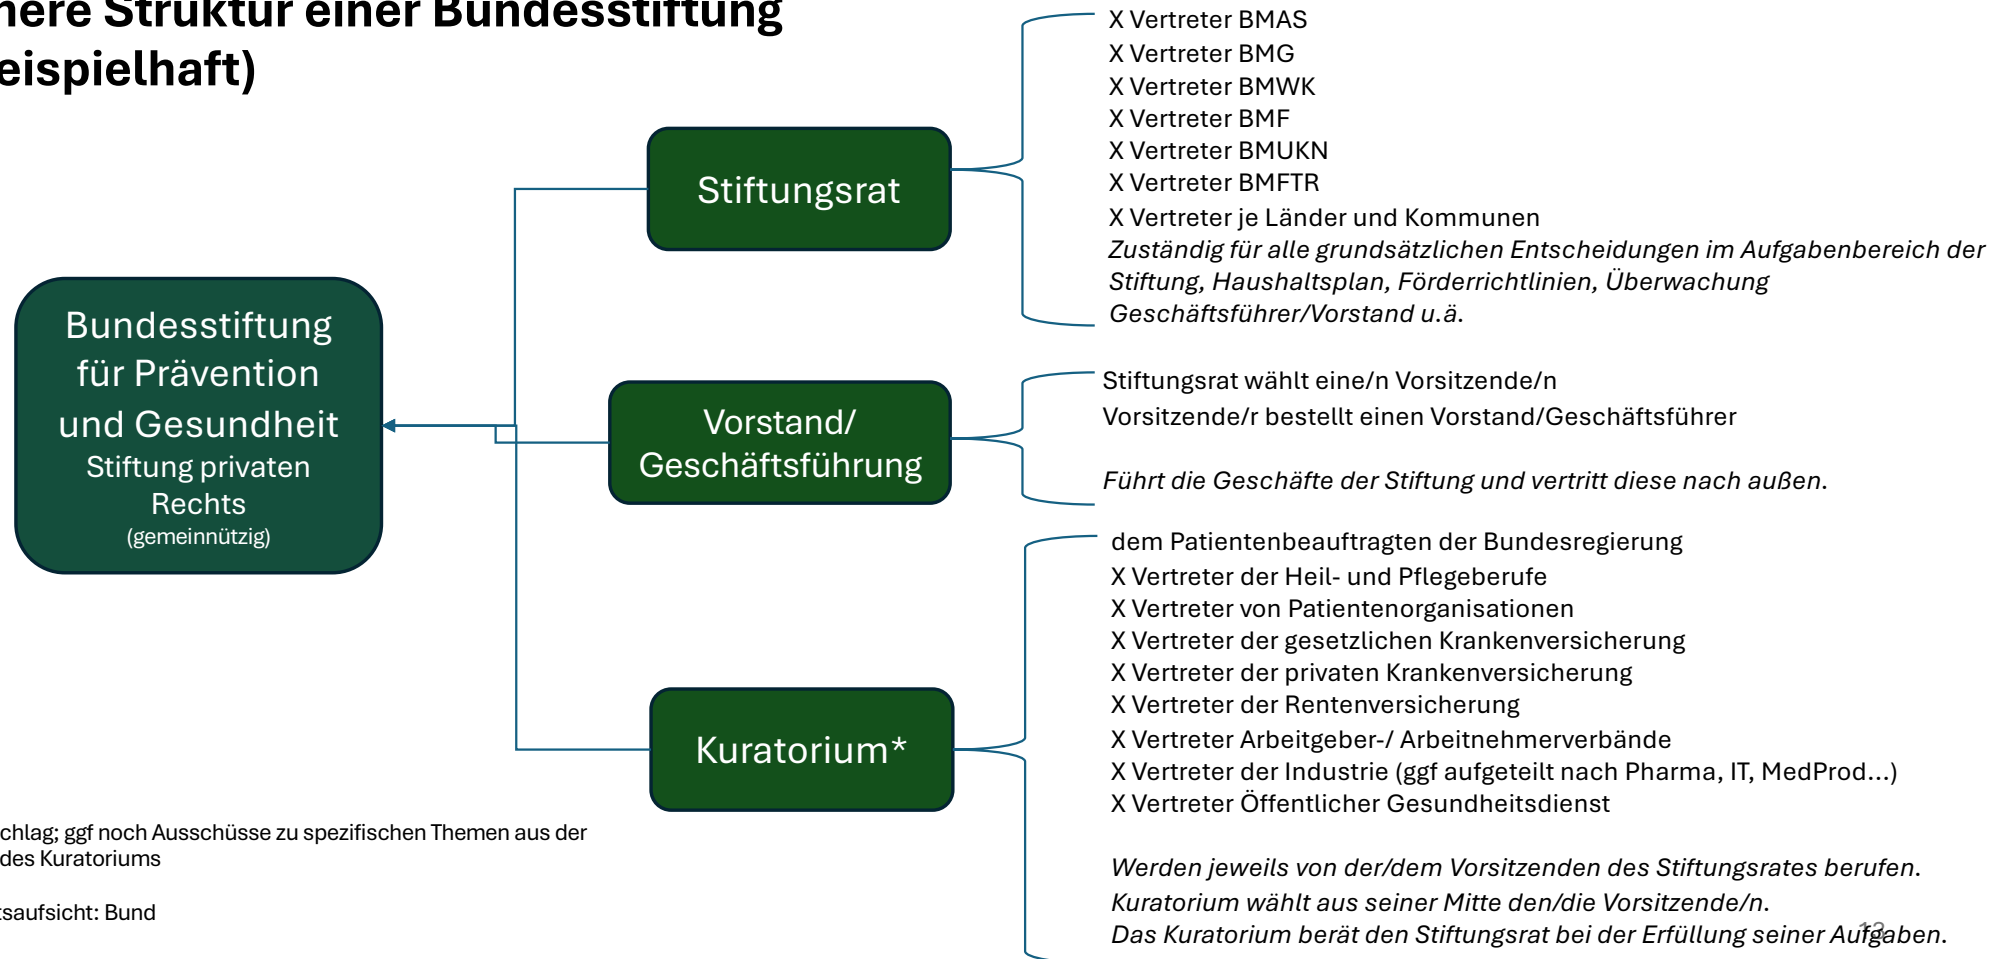 nere Struktur einer Bundesstiftung
eispielhaft)
Bundesstiftung
für Prävention
und Gesundheit
Stiftung privaten
Rechts
(gemeinnützig)
Stiftungsrat
X Vertreter BMAS
X Vertreter BMG
X Vertreter BMWK
X Vertreter BMF
X Vertreter BMUKN
X Vertreter BMFTR
X Vertreter je Länder und Kommunen
Zuständig für alle grundsätzlichen Entscheidungen im Aufgabenbereich der
Stiftung, Haushaltsplan, Förderrichtlinien, Überwachung
Geschäftsführer/Vorstand u.ä.
Vorstand/
Geschäftsführung
Stiftungsrat wählt eine/n Vorsitzende/n
Vorsitzende/r bestellt einen Vorstand/Geschäftsführer
Führt die Geschäfte der Stiftung und vertritt diese nach außen.
Kuratorium*
dem Patientenbeauftragten der Bundesregierung
X Vertreter der Heil- und Pflegeberufe
X Vertreter von Patientenorganisationen
X Vertreter der gesetzlichen Krankenversicherung
X Vertreter der privaten Krankenversicherung
X Vertreter der Rentenversicherung
X Vertreter Arbeitgeber-/ Arbeitnehmerverbände
X Vertreter der Industrie (ggf aufgeteilt nach Pharma, IT, MedProd...)
X Vertreter Öffentlicher Gesundheitsdienst
Werden jeweils von der/dem Vorsitzenden des Stiftungsrates berufen.
Kuratorium wählt aus seiner Mitte den/die Vorsitzende/n.
Das Kuratorium berät den Stiftungsrat bei der Erfüllung seiner Aufgaben.
chlag; ggf noch Ausschüsse zu spezifischen Themen aus der
des Kuratoriums
tsaufsicht: Bund
13